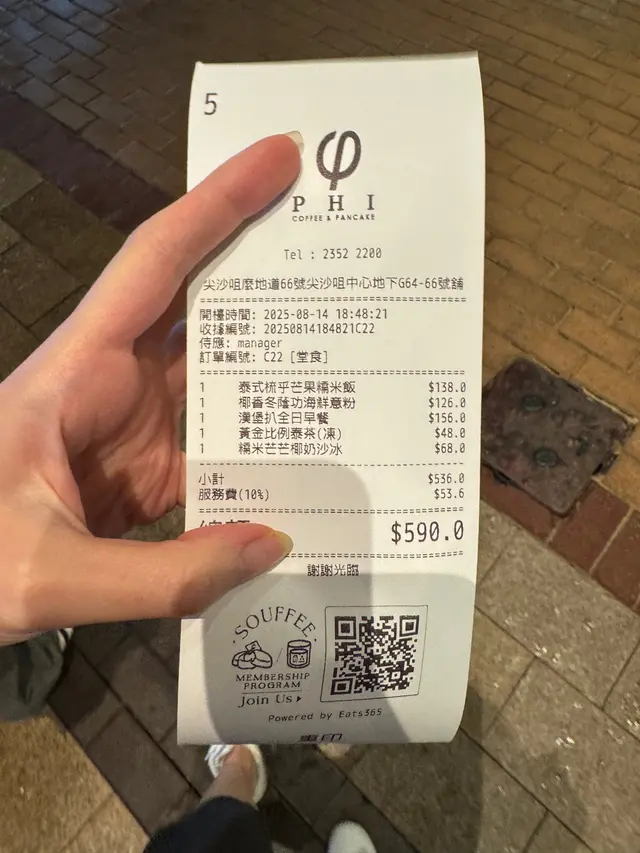 5
φ
PHI
COFFEE & PANCAKE
Tel : 2352 2200
尖沙咀麼地道66號尖沙咀中心地下G64-66號舖
開檯時間: 2025-08-14 18:48:21
收據編號: 20250814184821C22
侍應: manager
訂單編號: C22 [堂食]
1 泰式梳乎芒果糯米飯 $138.0
1 椰香冬蔭功海鮮意粉 $126.0
1 漢堡扒全日早餐 $156.0
1 黃金比例泰茶(凍) $48.0
1 糯米芒芒椰奶沙冰 $68.0
小計 $536.0
服務費(10%) $53.6
$590.0
謝謝光臨
SOUFFEE
MEMBERSHIP
PROGRAM
Join Us
Powered by Eats365